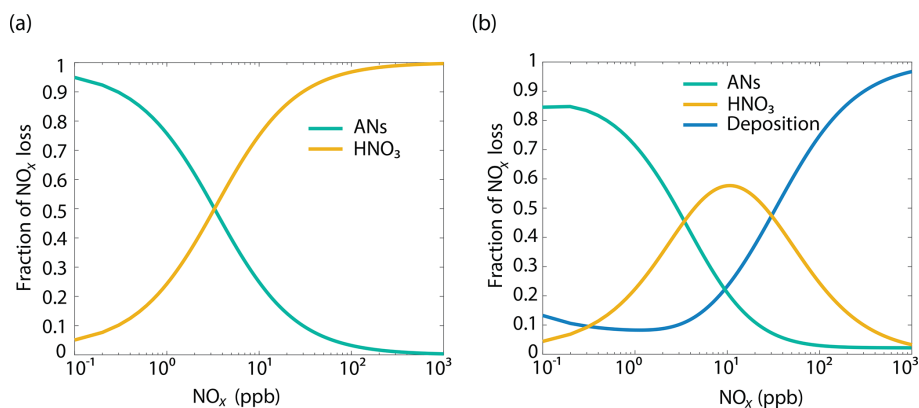 (a)
1
0.9
0.8
0.7
0.6
0.5
0.4
0.3
0.2
0.1
0
Fraction of NOₓ loss
ANs
HNO₃
10⁻¹
10⁰
10¹
10²
10³
NOₓ (ppb)
(b)
1
0.9
0.8
0.7
0.6
0.5
0.4
0.3
0.2
0.1
0
Fraction of NOₓ loss
ANs
HNO₃
Deposition
10⁻¹
10⁰
10¹
10²
10³
NOₓ (ppb)